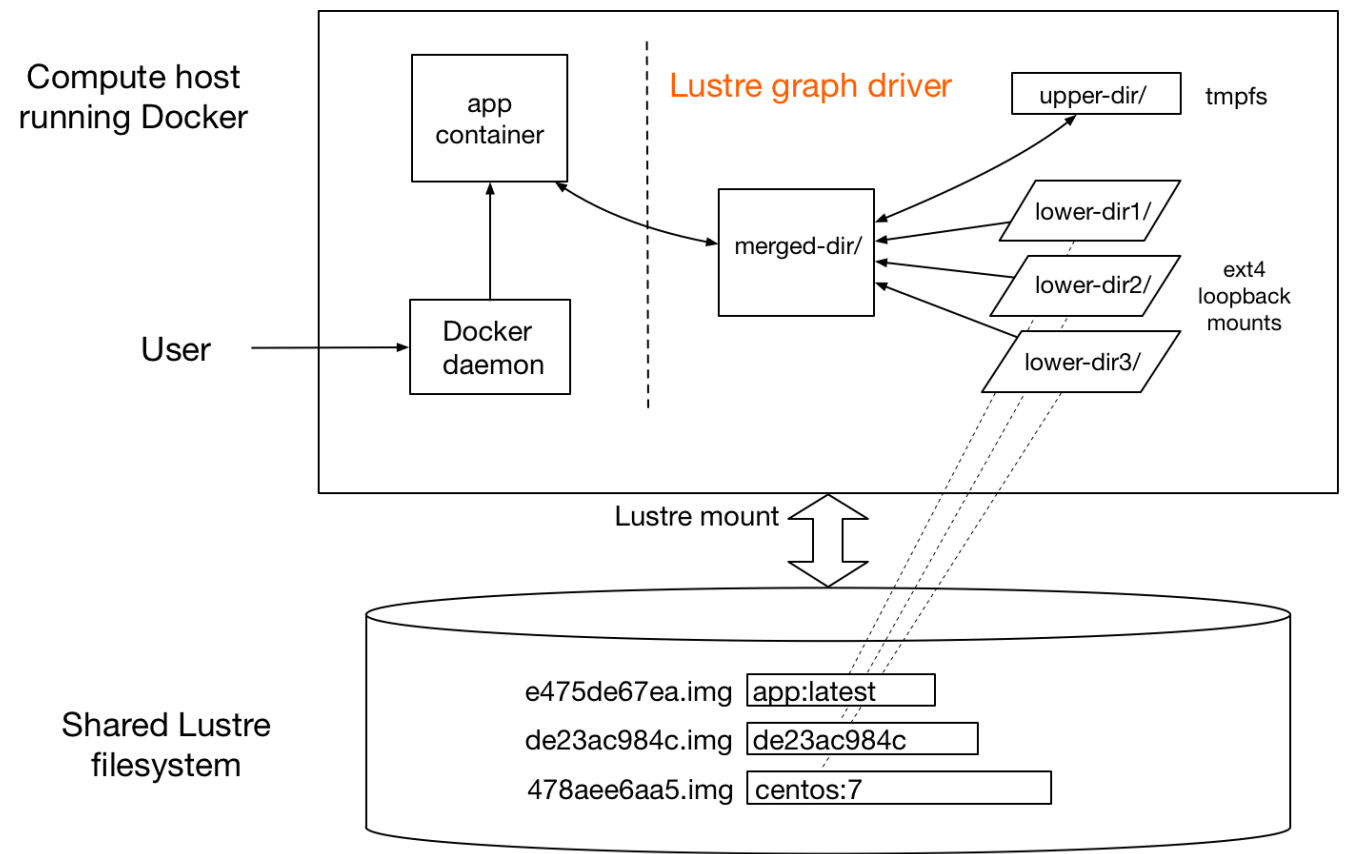 Compute host
running Docker
app
container
Lustre graph driver
upper-dir/
tmpfs
lower-dir1/
merged-dir/
lower-dir2/
ext4
loopback
mounts
User
Docker
daemon
lower-dir3/
Lustre mount
Shared Lustre
filesystem
e475de67ea.img
app:latest
de23ac984c.img
de23ac984c
478aee6aa5.img
centos:7